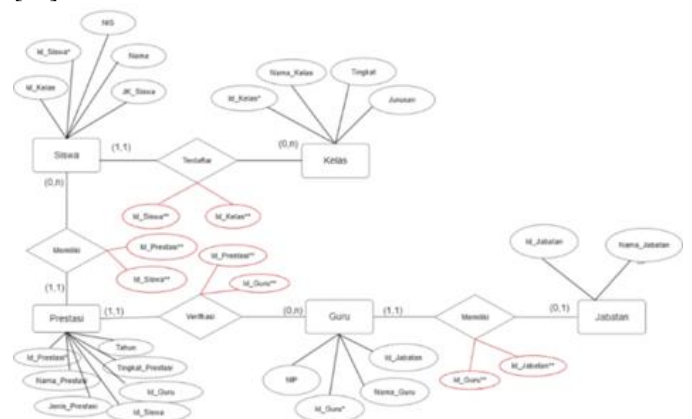 NIS
Id_Siswa*
Nama
Id_Kelas
JK_Siswa
Nama_Kelas
Tingkat
Id_Kelas*
Jurusan
Siswa
(1,1)
Terdaftar
(0,n)
Kelas
(0,n)
Id_Siswa**
Id_Kelas**
Memiliki
Id_Prestasi**
Id_Siswa**
Id_Prestasi**
Id_Guru**
Id_Jabatan
Nama_Jabatan
(1,1)
Prestasi
(1,1)
Verifikasi
(0,n)
Guru
(1,1)
Memiliki
(0,1)
Jabatan
Id_Prestasi*
Tahun
Tingkat_Prestasi
Nama_Prestasi
Id_Guru
Jenis_Prestasi
Id_Siswa
NIP
Id_Jabatan
Nama_Guru
Id_Guru*
Id_Guru**
Id_Jabatan**